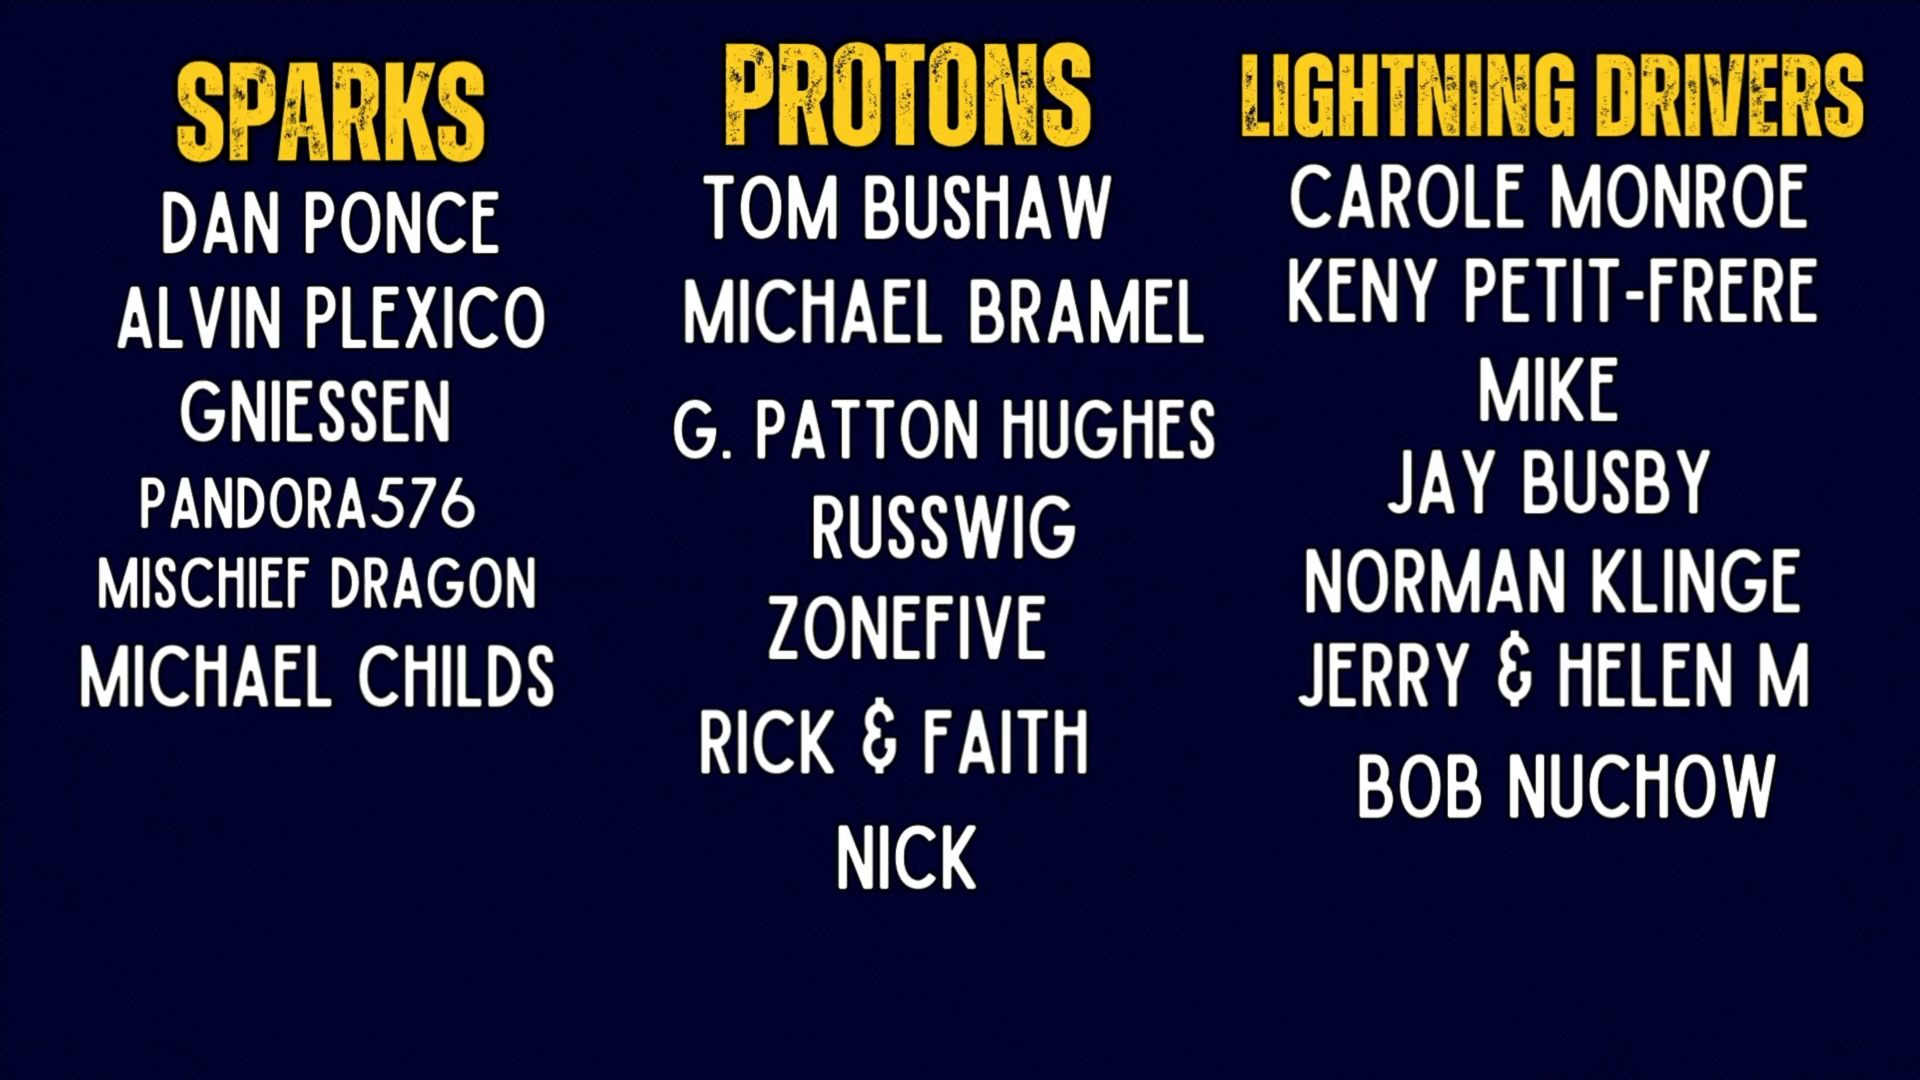 SPARKS
DAN PONCE
ALVIN PLEXICO
GNIESSEN
PANDORA576
MISCHIEF DRAGON
MICHAEL CHILDS
PROTONS
TOM BUSHAW
MICHAEL BRAMEL
G. PATTON HUGHES
RUSSWIG
ZONEFIVE
RICK & FAITH
NICK
LIGHTNING DRIVERS
CAROLE MONROE
KENY PETIT-FRERE
MIKE
JAY BUSBY
NORMAN KLINGE
JERRY & HELEN M
BOB NUCHOW